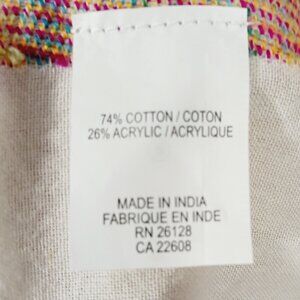 74% COTTON / COTON
26% ACRYLIC / ACRYLIQUE
MADE IN INDIA
FABRIQUE EN INDE
RN 26128
CA 22608